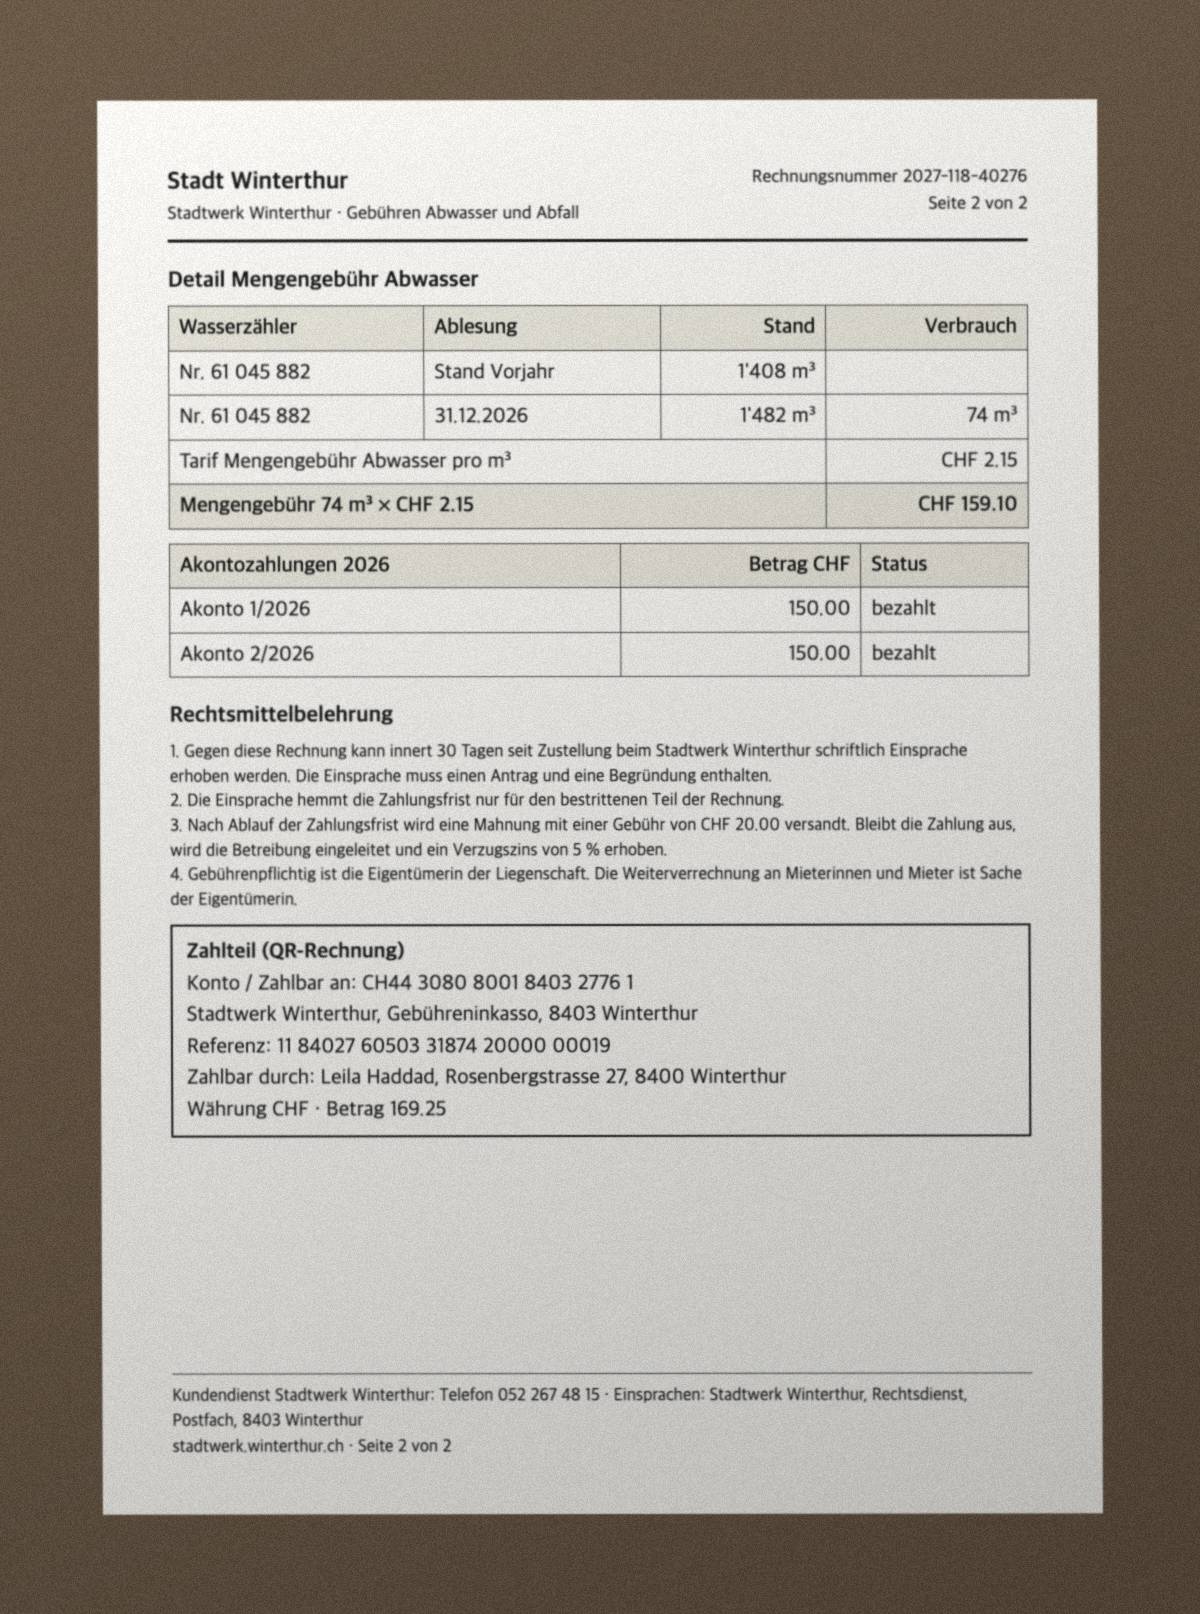 Stadt Winterthur
Stadtwerk Winterthur · Gebühren Abwasser und Abfall
Rechnungsnummer 2027-118-40276
Seite 2 von 2
Detail Mengengebühr Abwasser
Wasserzähler Ablesung Stand Verbrauch
Nr. 61 045 882 Stand Vorjahr 1'408 m³
Nr. 61 045 882 31.12.2026 1'482 m³ 74 m³
Tarif Mengengebühr Abwasser pro m³ CHF 2.15
Mengengebühr 74 m³ × CHF 2.15 CHF 159.10
Akontozahlungen 2026 Betrag CHF Status
Akonto 1/2026 150.00 bezahlt
Akonto 2/2026 150.00 bezahlt
Rechtsmittelbelehrung
1. Gegen diese Rechnung kann innert 30 Tagen seit Zustellung beim Stadtwerk Winterthur schriftlich Einsprache
erhoben werden. Die Einsprache muss einen Antrag und eine Begründung enthalten.
2. Die Einsprache hemmt die Zahlungsfrist nur für den bestrittenen Teil der Rechnung.
3. Nach Ablauf der Zahlungsfrist wird eine Mahnung mit einer Gebühr von CHF 20.00 versandt. Bleibt die Zahlung aus,
wird die Betreibung eingeleitet und ein Verzugszins von 5 % erhoben.
4. Gebührenpflichtig ist die Eigentümerin der Liegenschaft. Die Weiterverrechnung an Mieterinnen und Mieter ist Sache
der Eigentümerin.
Zahlteil (QR-Rechnung)
Konto / Zahlbar an: CH44 3080 8001 8403 2776 1
Stadtwerk Winterthur, Gebühreninkasso, 8403 Winterthur
Referenz: 11 84027 60503 31874 20000 00019
Zahlbar durch: Leila Haddad, Rosenbergstrasse 27, 8400 Winterthur
Währung CHF · Betrag 169.25
Kundendienst Stadtwerk Winterthur: Telefon 052 267 48 15 · Einsprachen: Stadtwerk Winterthur, Rechtsdienst,
Postfach, 8403 Winterthur
stadtwerk.winterthur.ch · Seite 2 von 2